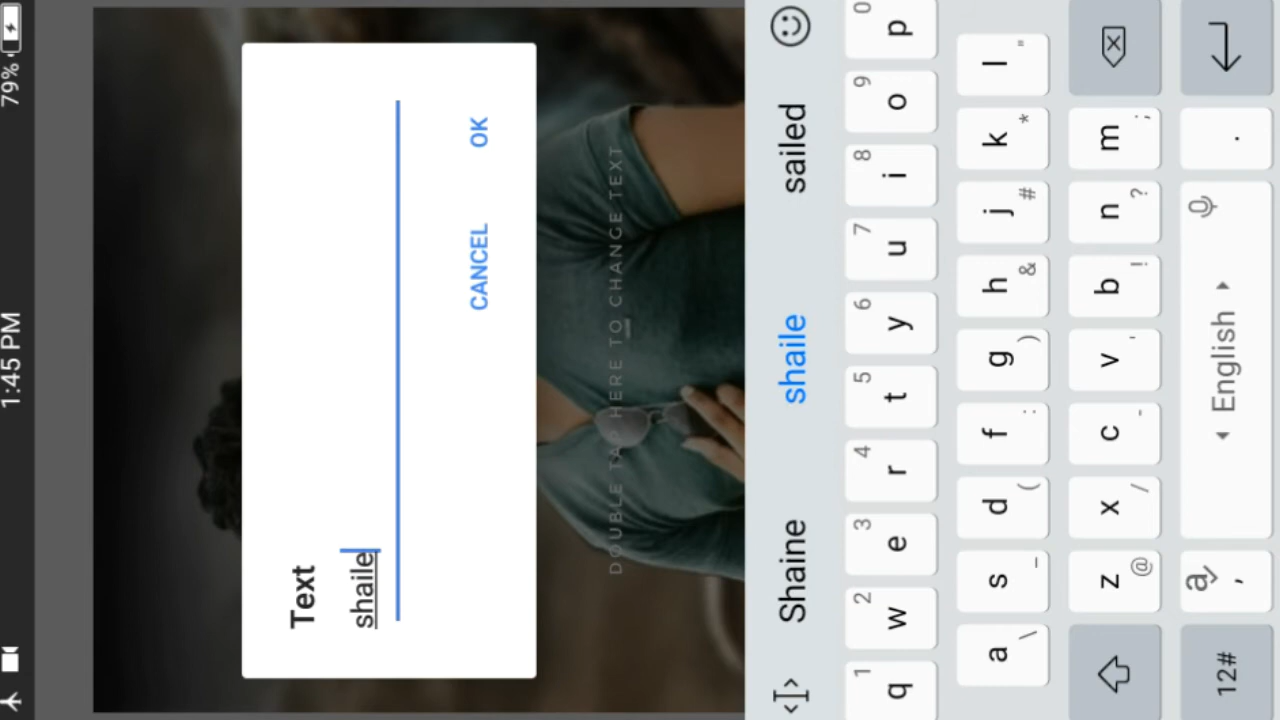 1:45 PM 79%
Text
shaile
CANCEL OK
DOUBLE TAP HERE TO CHANGE TEXT
Shaine shaile sailed
1 2 3 4 5 6 7 8 9 0
q w e r t y u i o p
\ _ ( : ) & # * "
a s d f g h j k l
@ / - ' ! ? ;
z x c v b n m
12# a , English .